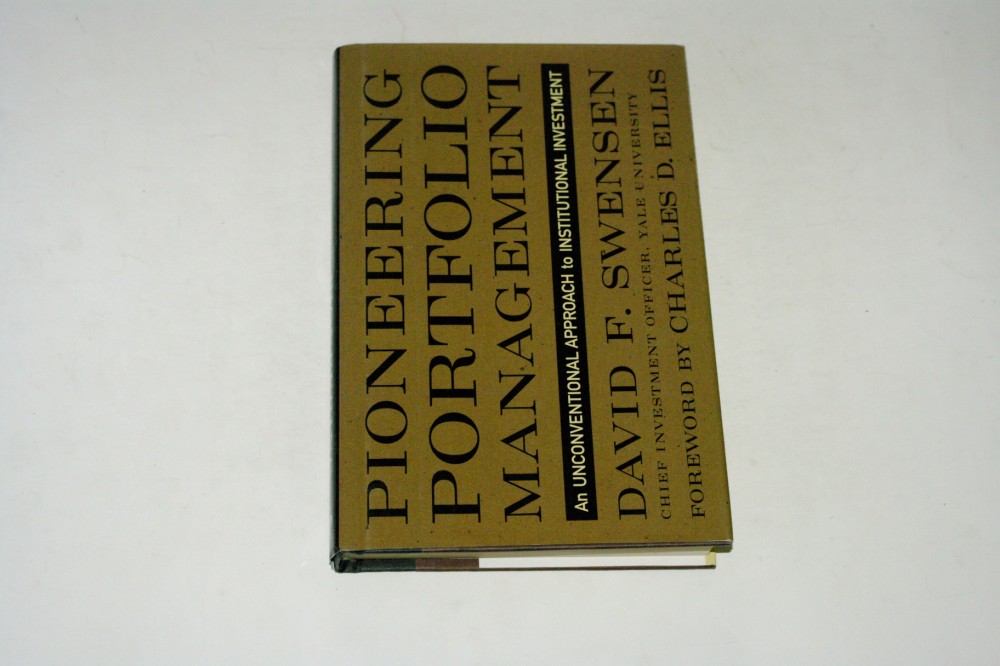 PIONEERING
PORTFOLIO
MANAGEMENT
An UNCONVENTIONAL APPROACH to INSTITUTIONAL INVESTMENT
DAVID F. SWENSEN
CHIEF INVESTMENT OFFICER, YALE UNIVERSITY
FOREWORD BY CHARLES D. ELLIS